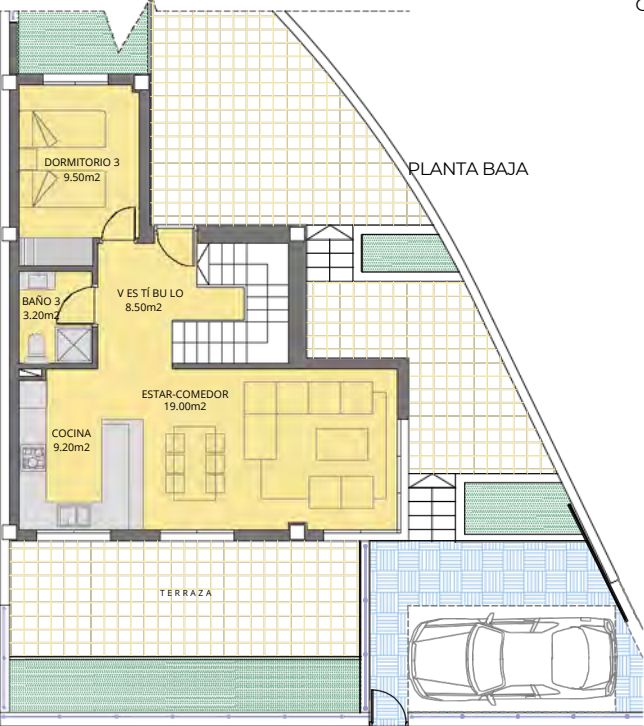 DORMITORIO 3
9.50m2
PLANTA BAJA
BAÑO 3
3.20m2
V ES TÍ BU LO
8.50m2
ESTAR-COMEDOR
19.00m2
COCINA
9.20m2
TERRAZA